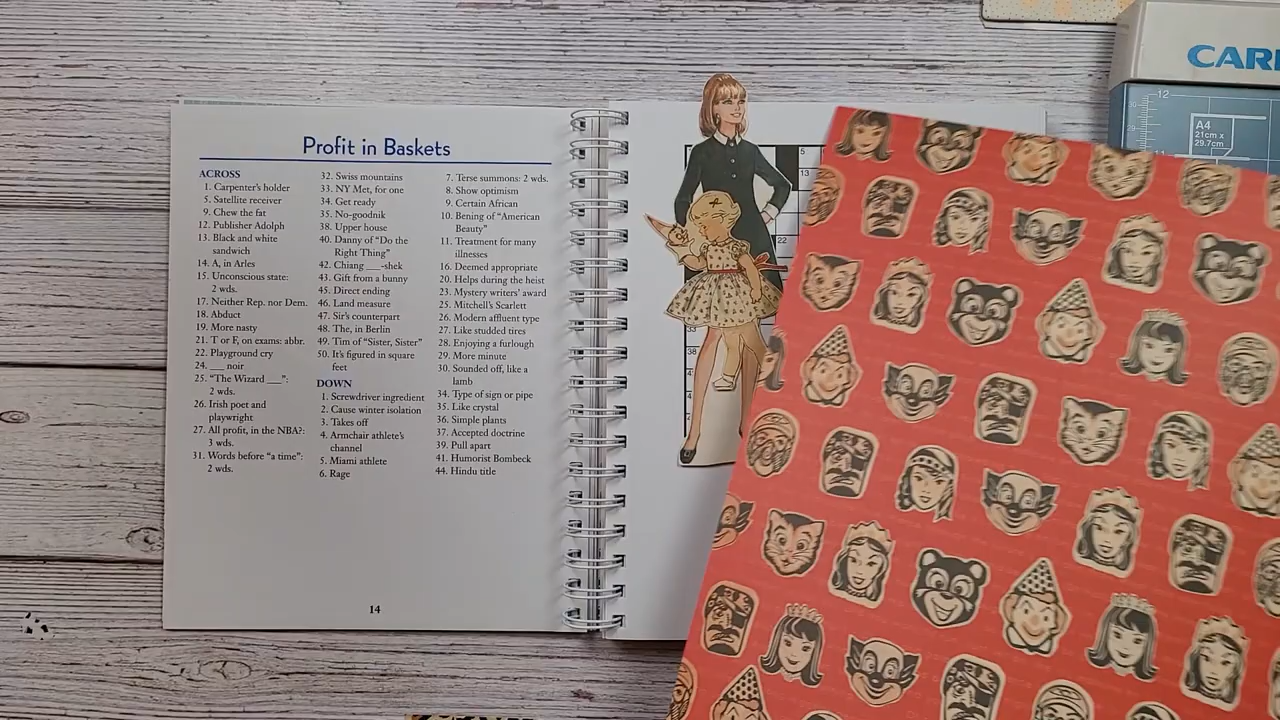 Profit in Baskets
ACROSS
1. Carpenter's holder
5. Satellite receiver
9. Chew the fat
12. Publisher Adolph
13. Black and white
sandwich
14. A, in Arles
15. Unconscious state:
2 wds.
17. Neither Rep. nor Dem.
18. Abduct
19. More nasty
21. T or F, on exams: abbr.
22. Playground cry
24. ___ noir
25. "The Wizard ___":
2 wds.
26. Irish poet and
playwright
27. All profit, in the NBA?:
3 wds.
31. Words before "a time":
2 wds.
32. Swiss mountains
33. NY Met, for one
34. Get ready
35. No-goodnik
38. Upper house
40. Danny of "Do the
Right Thing"
42. Chiang ___-shek
43. Gift from a bunny
45. Direct ending
46. Land measure
47. Sir's counterpart
48. The, in Berlin
49. Tim of "Sister, Sister"
50. It's figured in square
feet
DOWN
1. Screwdriver ingredient
2. Cause winter isolation
3. Takes off
4. Armchair athlete's
channel
5. Miami athlete
6. Rage
7. Terse summons: 2 wds.
8. Show optimism
9. Certain African
10. Bening of "American
Beauty"
11. Treatment for many
illnesses
16. Deemed appropriate
20. Helps during the heist
23. Mystery writers' award
25. Mitchell's Scarlett
26. Modern affluent type
27. Like studded tires
28. Enjoying a furlough
29. More minute
30. Sounded off, like a
lamb
34. Type of sign or pipe
35. Like crystal
36. Simple plants
37. Accepted doctrine
39. Pull apart
41. Humorist Bombeck
44. Hindu title
14
5
13
22
38
CARL
12
A4
21cm x
29.7cm